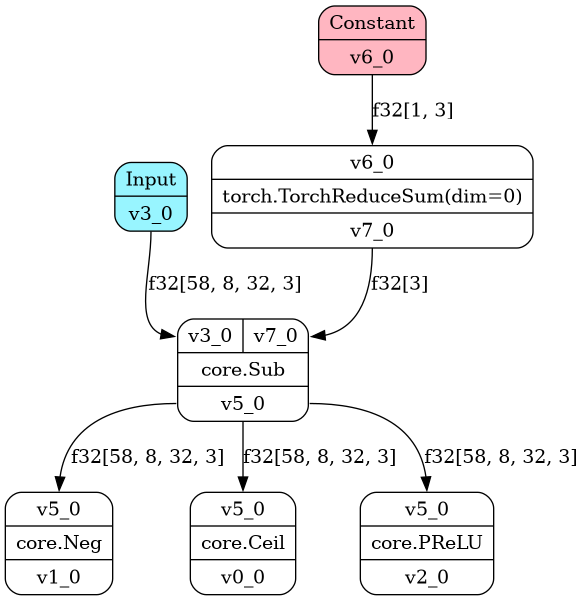 Constant
v6_0
f32[1, 3]
v6_0
torch.TorchReduceSum(dim=0)
v7_0
Input
v3_0
f32[58, 8, 32, 3]
f32[3]
v3_0 v7_0
core.Sub
v5_0
f32[58, 8, 32, 3]
f32[58, 8, 32, 3]
f32[58, 8, 32, 3]
v5_0
core.Neg
v1_0
v5_0
core.Ceil
v0_0
v5_0
core.PReLU
v2_0